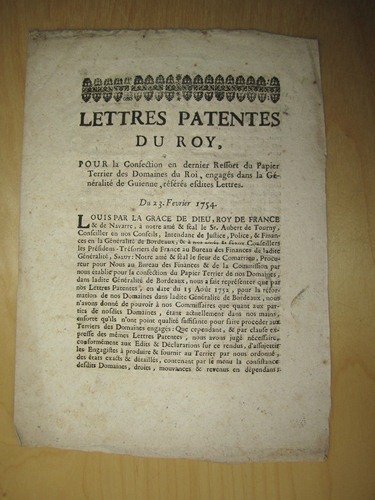 LETTRES PATENTES
DU ROY,
POUR la Confection en dernier Ressort du Papier
Terrier des Domaines du Roi, engagés dans la Gé-
néralité de Guienne, référés esdites Lettres.
Du 23. Fevrier 1754.
LOUIS PAR LA GRACE DE DIEU, ROY DE FRANCE
& de Navarre, à notre amé & féal le Sr. Aubert de Tourny,
Conseiller en nos Conseils, Intendant de Justice, Police, & Finan-
ces en la Généralité de Bordeaux, & à nos amés & féaux Conseillers
les Présidens-Trésoriers de France au Bureau des Finances de ladite
Généralité, SALUT: Notre amé & féal le sieur de Comarrieu, Procu-
reur pour Nous au Bureau des Finances & de la Commission par
nous établie pour la confection du Papier Terrier de nos Domaines,
dans ladite Généralité de Bordeaux, nous a fait représenter que par
nos Lettres Patentes, en date du 15 Août 1752, pour la réfor-
mation de nos Domaines dans ladite Généralité de Bordeaux, nous
n'avons donné de pouvoir à nos Commissaires que quant aux par-
ties de nosdits Domaines, étant actuellement dans nos mains,
ensorte qu'ils n'ont point qualité suffisante pour faire procéder aux
Terriers des Domaines engagés: Que cependant, & par clause ex-
presse des mêmes Lettres Patentes, nous avons jugé nécessaire,
conformément aux Edits & Déclarations sur ce rendus, d'assujettir
les Engagistes à produire & fournir au Terrier par nous ordonné,
des états exacts & détaillés, contenant par le menu la consistance
desdits Domaines, droits, mouvances & revenus en dépendans;